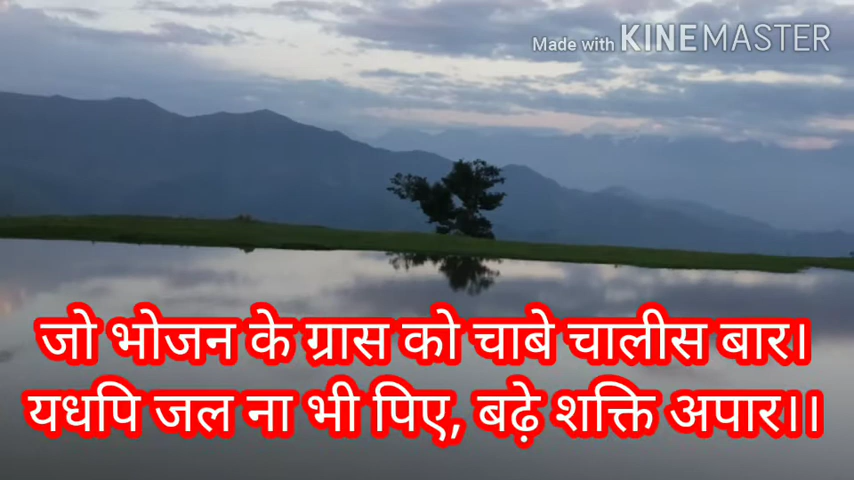 Made with KINEMASTER
जो भोजन के ग्रास को चाबे चालीस बार।
यधपि जल ना भी पिए, बढ़े शक्ति अपार।।